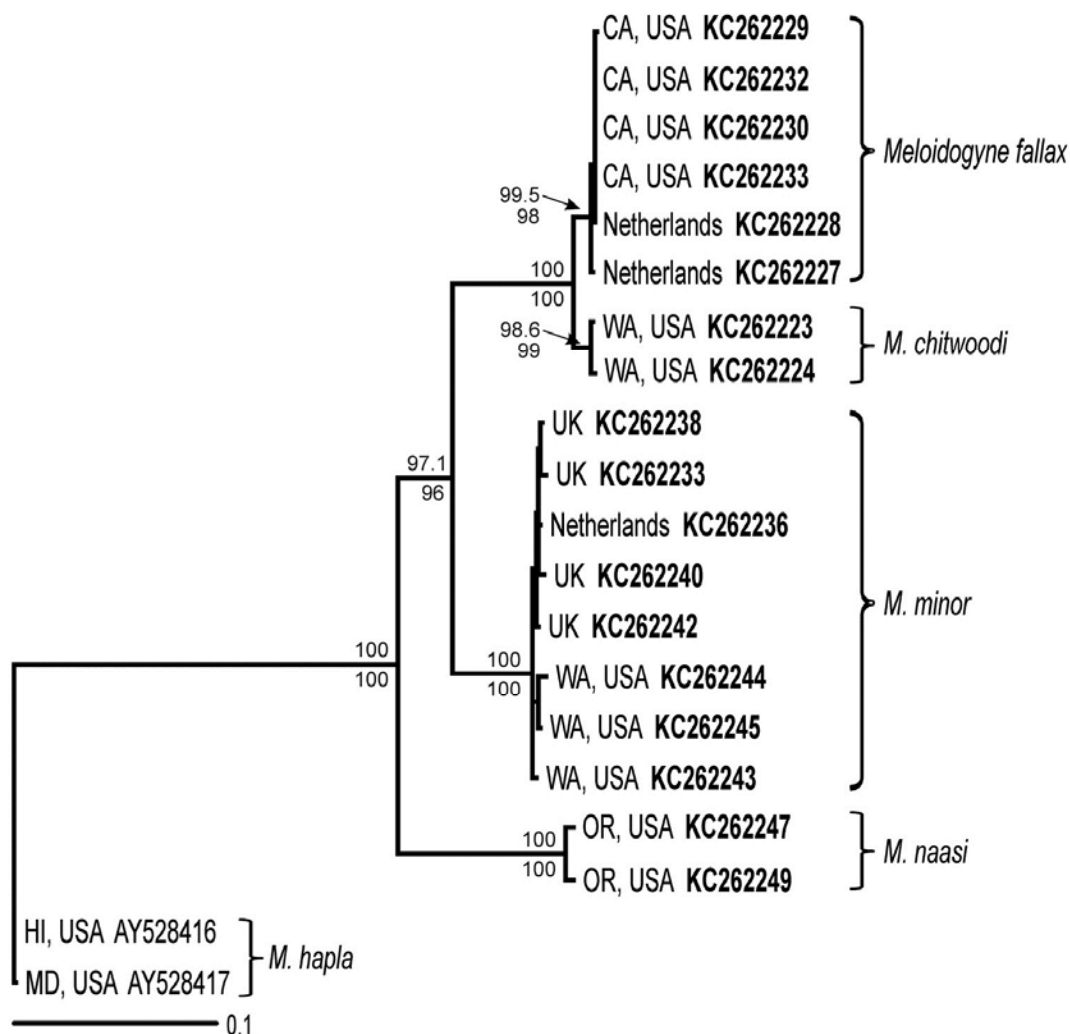 CA, USA KC262229
CA, USA KC262232
CA, USA KC262230
Meloidogyne fallax
CA, USA KC262233
99.5
98
Netherlands KC262228
Netherlands KC262227
100
100
98.6
99
WA, USA KC262223
M. chitwoodi
WA, USA KC262224
UK KC262238
97.1
96
UK KC262233
Netherlands KC262236
UK KC262240
M. minor
UK KC262242
100
100
100
100
WA, USA KC262244
WA, USA KC262245
WA, USA KC262243
OR, USA KC262247
100
100
M. naasi
OR, USA KC262249
HI, USA AY528416
M. hapla
MD, USA AY528417
0.1